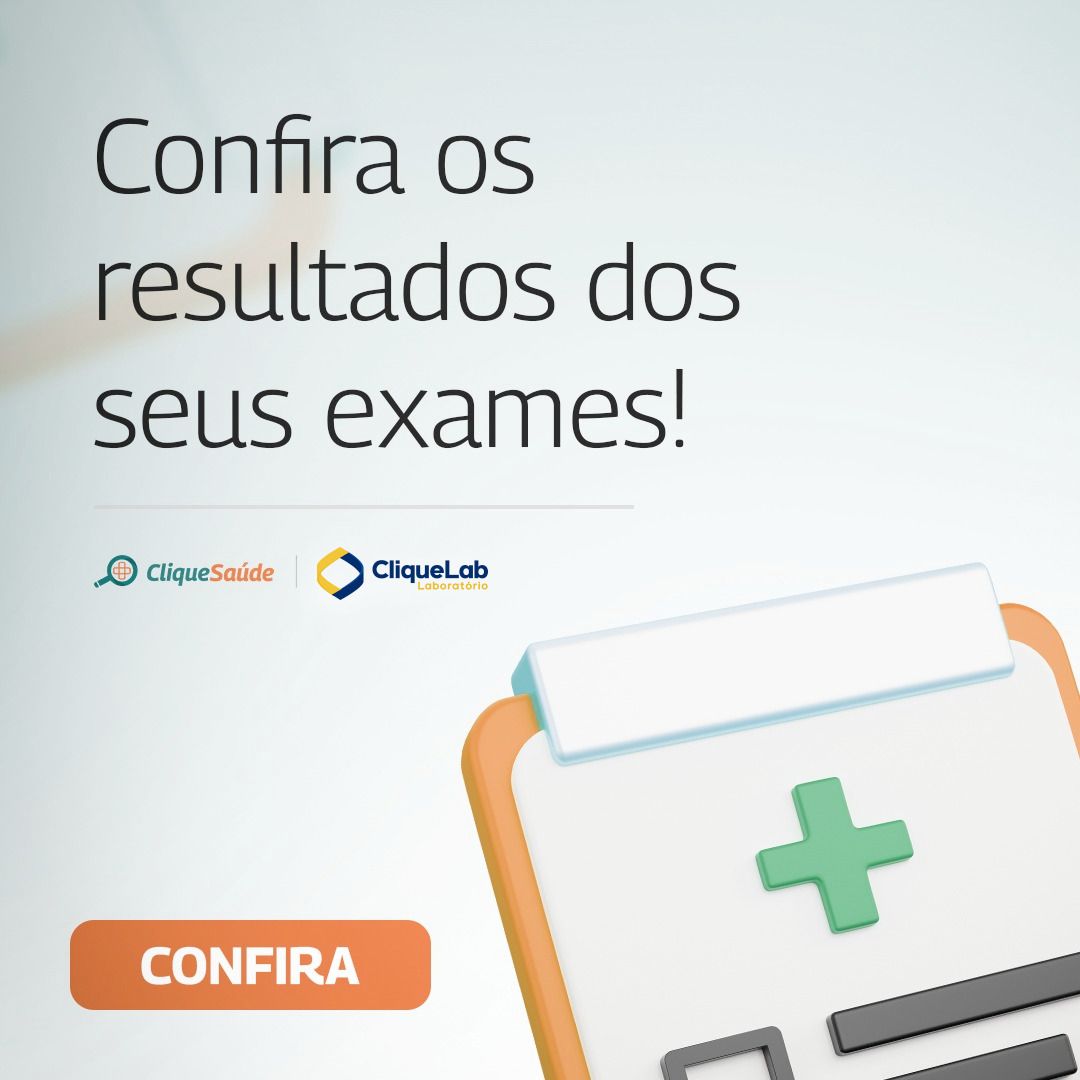 Confira os
resultados dos
seus exames!
CliqueSaúde
CliqueLab
Laboratório
CONFIRA